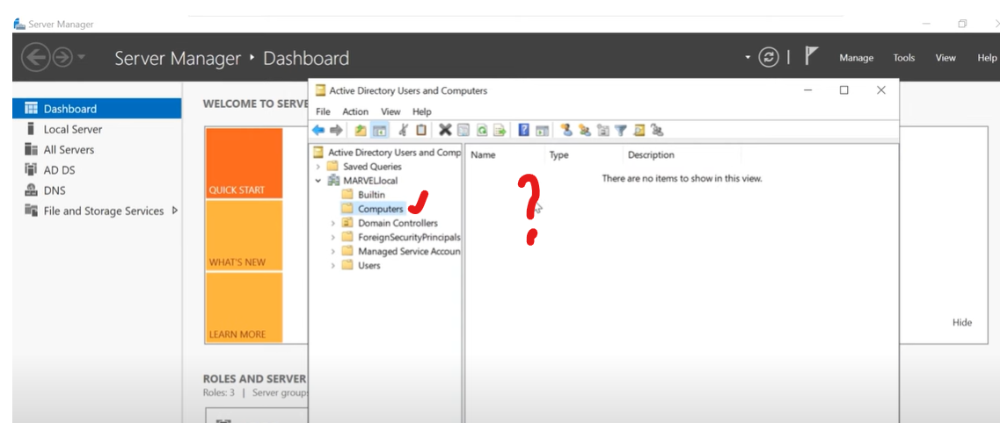 Server Manager
Server Manager ‣ Dashboard
Manage Tools View Help
Dashboard
Local Server
All Servers
AD DS
DNS
File and Storage Services
WELCOME TO SERVE
QUICK START
WHAT'S NEW
LEARN MORE
Hide
ROLES AND SERVER
Roles: 3 | Server group
Active Directory Users and Computers
File Action View Help
Active Directory Users and Comp
Saved Queries
MARVEL.local
Builtin
Computers
Domain Controllers
ForeignSecurityPrincipals
Managed Service Accoun
Users
Name Type Description
There are no items to show in this view.
?